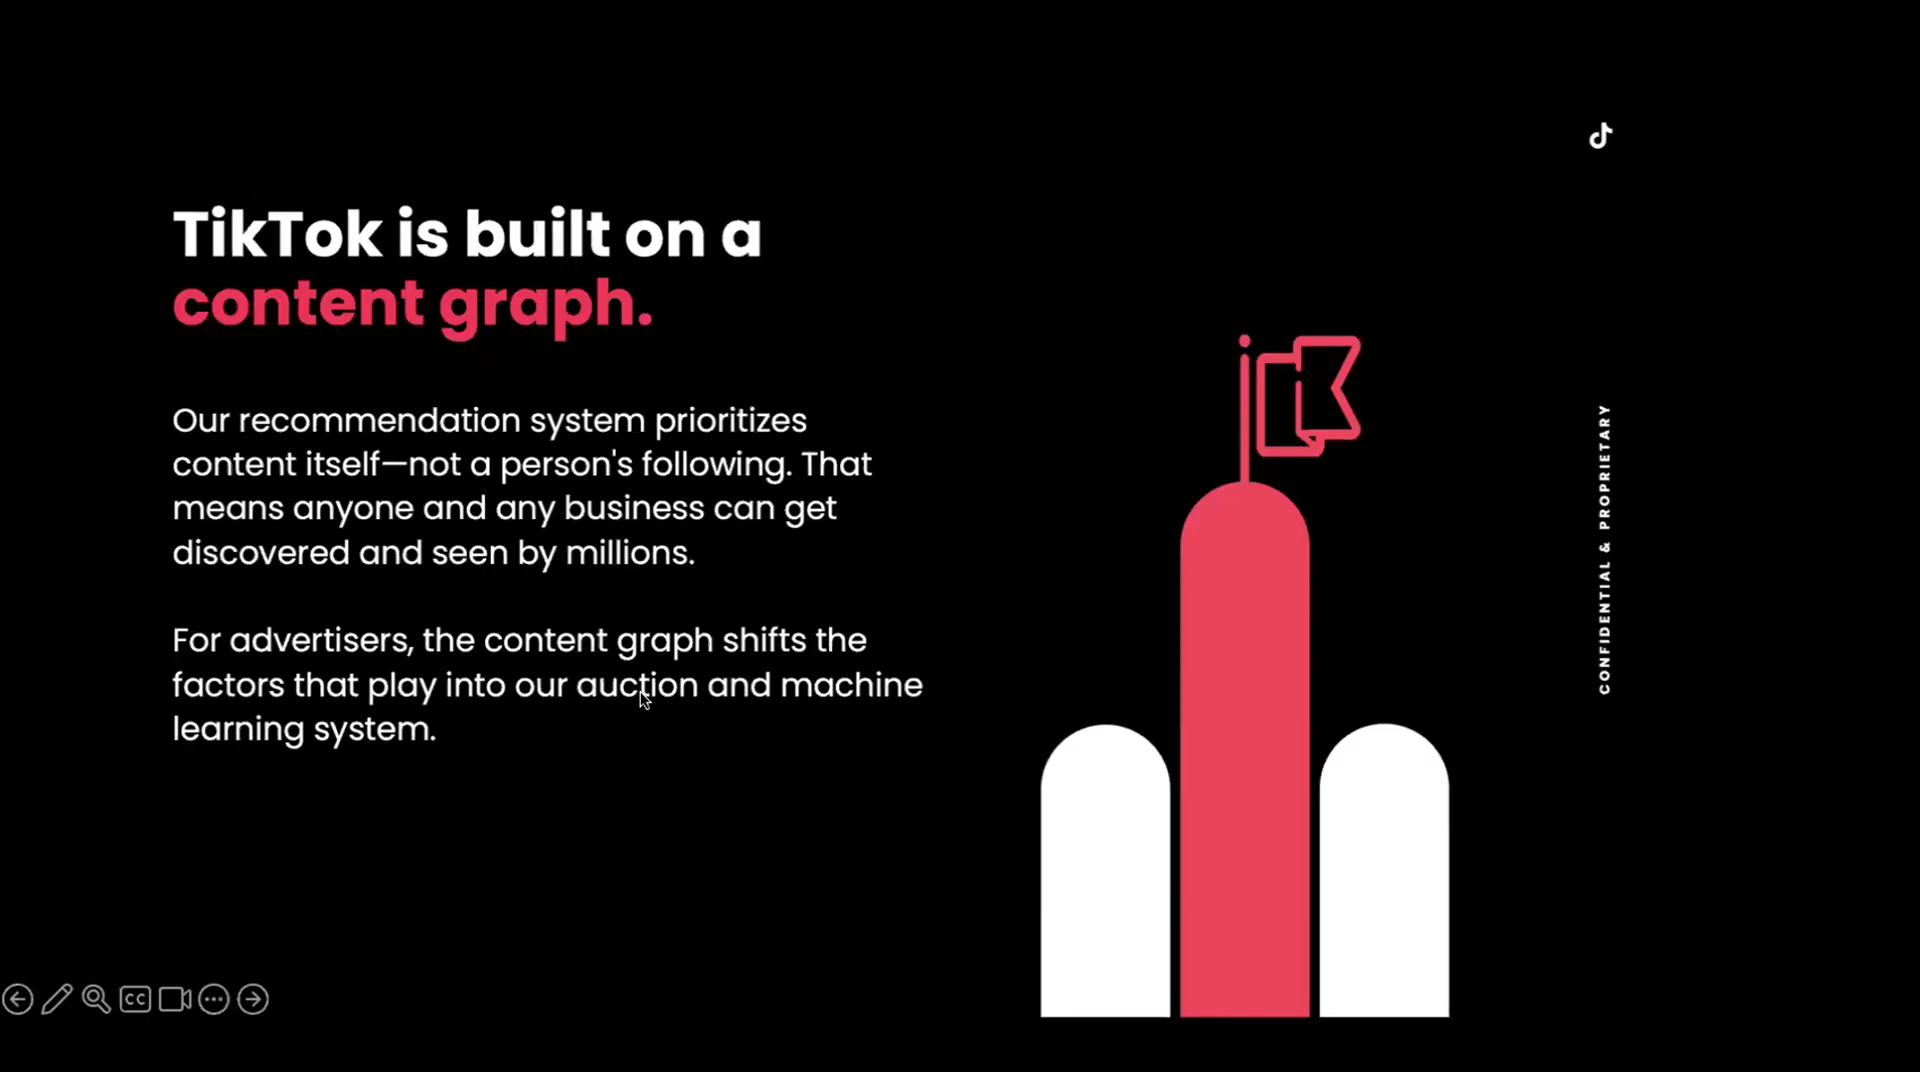 TikTok is built on a
content graph.
Our recommendation system prioritizes
content itself—not a person's following. That
means anyone and any business can get
discovered and seen by millions.
For advertisers, the content graph shifts the
factors that play into our auction and machine
learning system.
CONFIDENTIAL & PROPRIETARY
CC